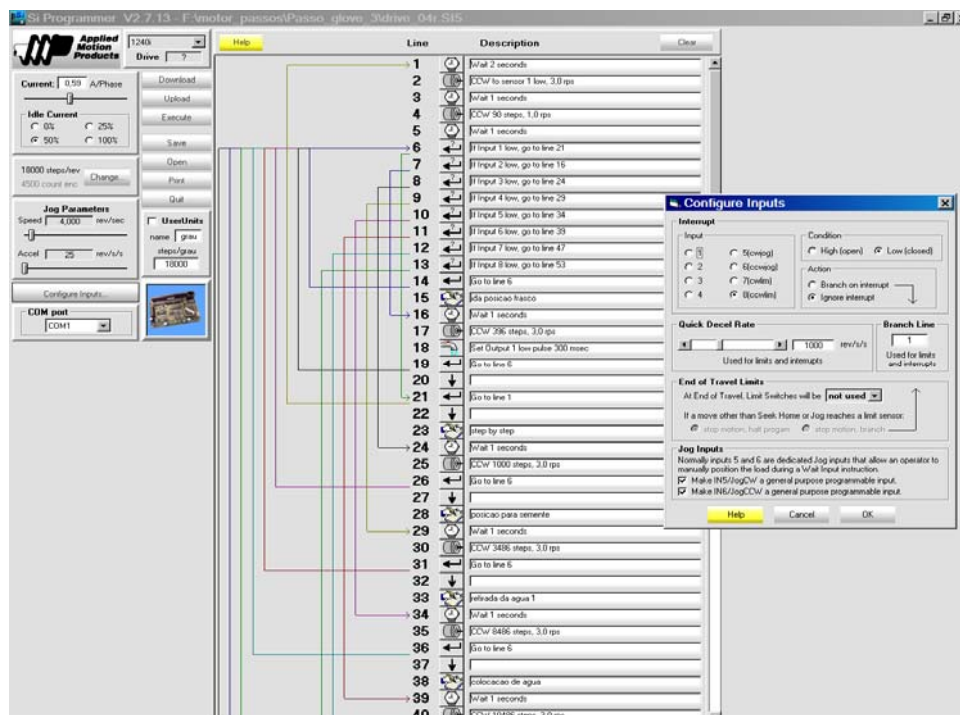 Si Programmer V2.7.13 - F:\motor_passos\Passo_glove_3\drive_04r.SI5
Applied
Motion
Products
1240i
Drive ?
Help
Line
Description
Clear
Current: 0,59 A/Phase
Idle Current
0% 25%
50% 100%
18000 steps/rev
4500 count enc
Change...
Jog Parameters
Speed 4,000 rev/sec
Accel 25 rev/s/s
Configure Inputs...
COM port
COM1
Download
Upload
Execute
Save
Open
Print
Quit
UserUnits
name grau
steps/grau
18000
1 Wait 2 seconds
2 CCW to sensor 1 low, 3,0 rps
3 Wait 1 seconds
4 CCW 90 steps, 1,0 rps
5 Wait 1 seconds
6 If Input 1 low, go to line 21
7 If Input 2 low, go to line 16
8 If Input 3 low, go to line 24
9 If Input 4 low, go to line 29
10 If Input 5 low, go to line 34
11 If Input 6 low, go to line 39
12 If Input 7 low, go to line 47
13 If Input 8 low, go to line 53
14 Go to line 6
15 ida posicao frasco
16 Wait 1 seconds
17 CCW 396 steps, 3,0 rps
18 Set Output 1 low pulse 300 msec
19 Go to line 6
20
21 Go to line 1
22
23 step by step
24 Wait 1 seconds
25 CCW 1000 steps, 3,0 rps
26 Go to line 6
27
28 posicao para semente
29 Wait 1 seconds
30 CCW 3486 steps, 3,0 rps
31 Go to line 6
32
33 retirada da agua 1
34 Wait 1 seconds
35 CCW 8486 steps, 3,0 rps
36 Go to line 6
37
38 colocacao de agua
39 Wait 1 seconds
40 CCW 10486 steps, 3,0 rps
Configure Inputs
Interrupt
Input
1 5(cwjog)
2 6(ccwjog)
3 7(cwlim)
4 8(ccwlim)
Condition
High (open) Low (closed)
Action
Branch on interrupt
Ignore interrupt
Quick Decel Rate
1000 rev/s/s
Used for limits and interrupts
Branch Line
1
Used for limits
and interrupts
End of Travel Limits
At End of Travel, Limit Switches will be not used
If a move other than Seek Home or Jog reaches a limit sensor:
stop motion, halt progam stop motion, branch
Jog Inputs
Normally inputs 5 and 6 are dedicated Jog inputs that allow an operator to
manually position the load during a Wait Input instruction.
Make IN5/JogCW a general purpose programmable input.
Make IN6/JogCCW a general purpose programmable input.
Help Cancel OK